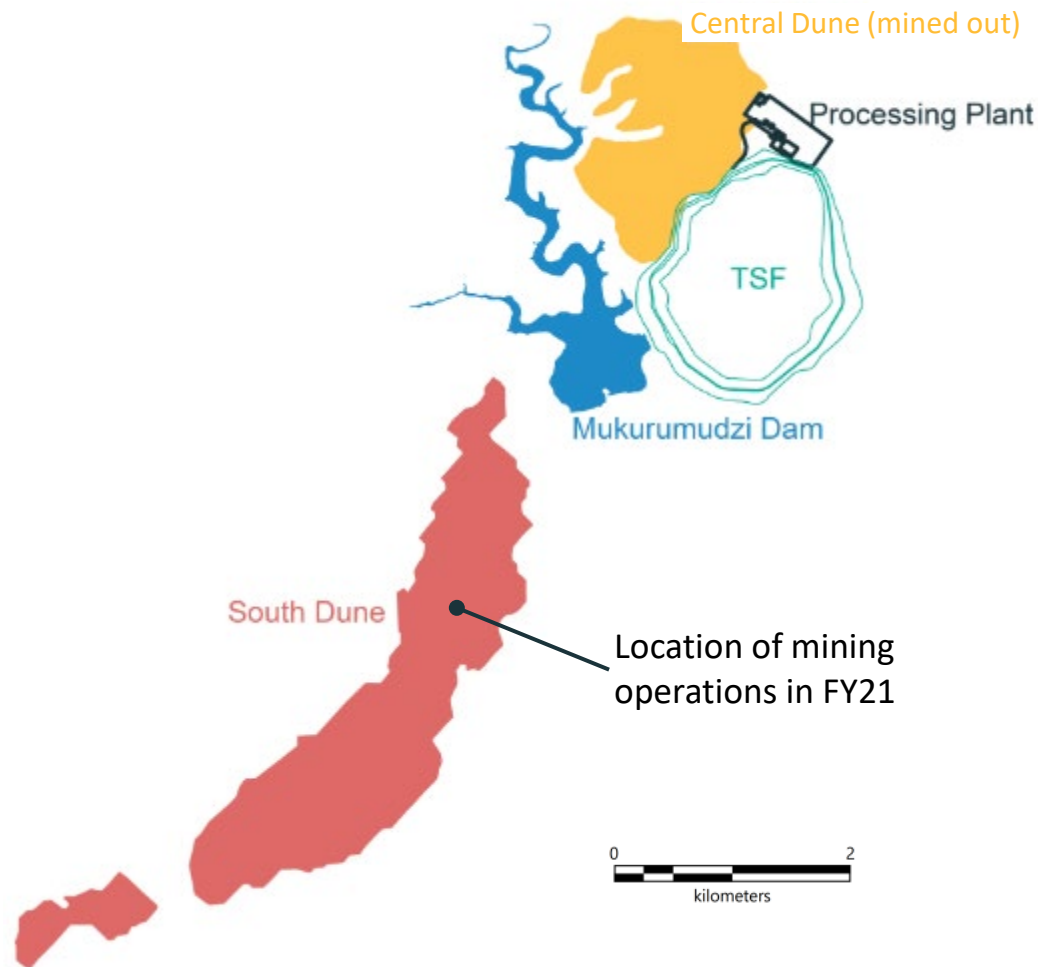 Central Dune (mined out)
Processing Plant
TSF
Mukurumudzi Dam
South Dune
Location of mining
operations in FY21
0 2
kilometers